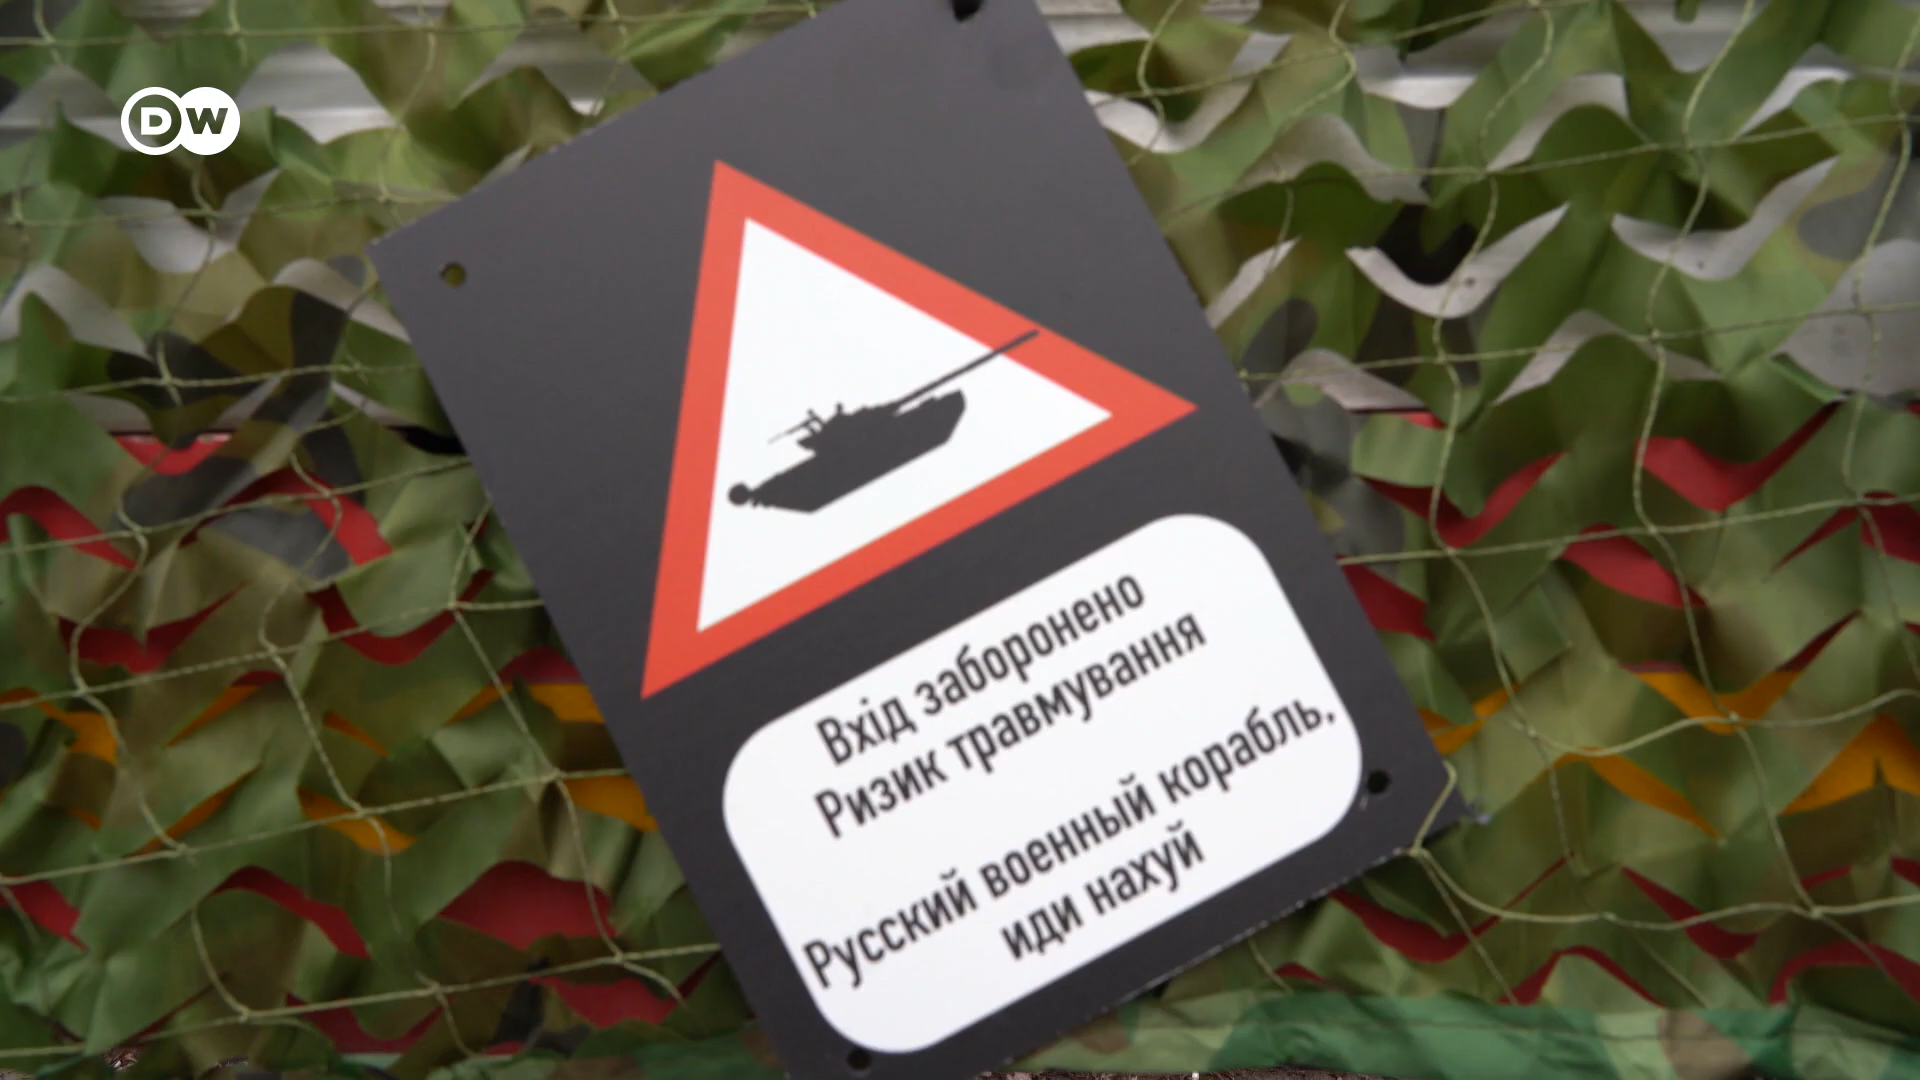 DW
Вхід заборонено
Ризик травмування
Русский военный корабль,
иди нахуй